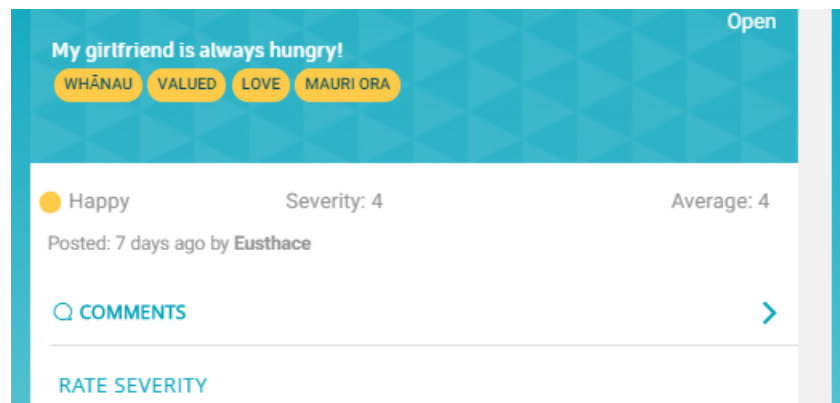 Open
My girlfriend is always hungry!
WHĀNAU VALUED LOVE MAURI ORA
Happy Severity: 4 Average: 4
Posted: 7 days ago by Eusthace
COMMENTS
RATE SEVERITY